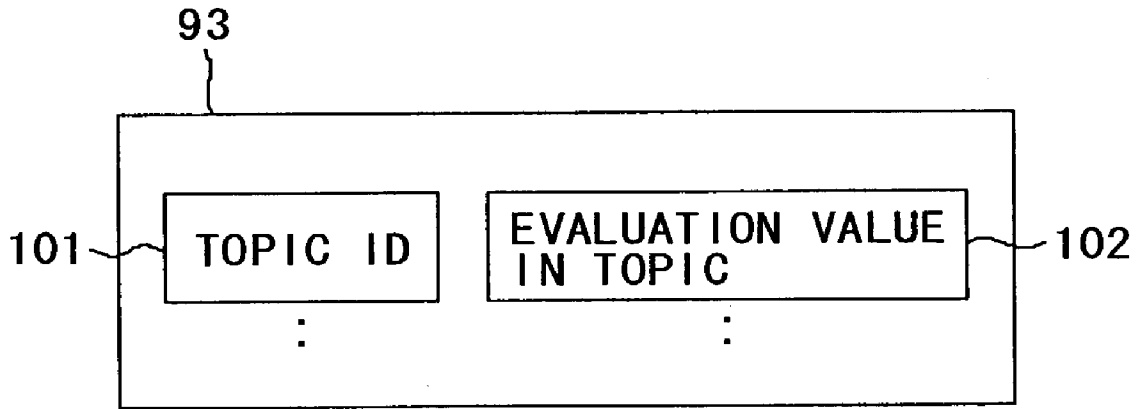 93
101
TOPIC ID
EVALUATION VALUE
IN TOPIC
102